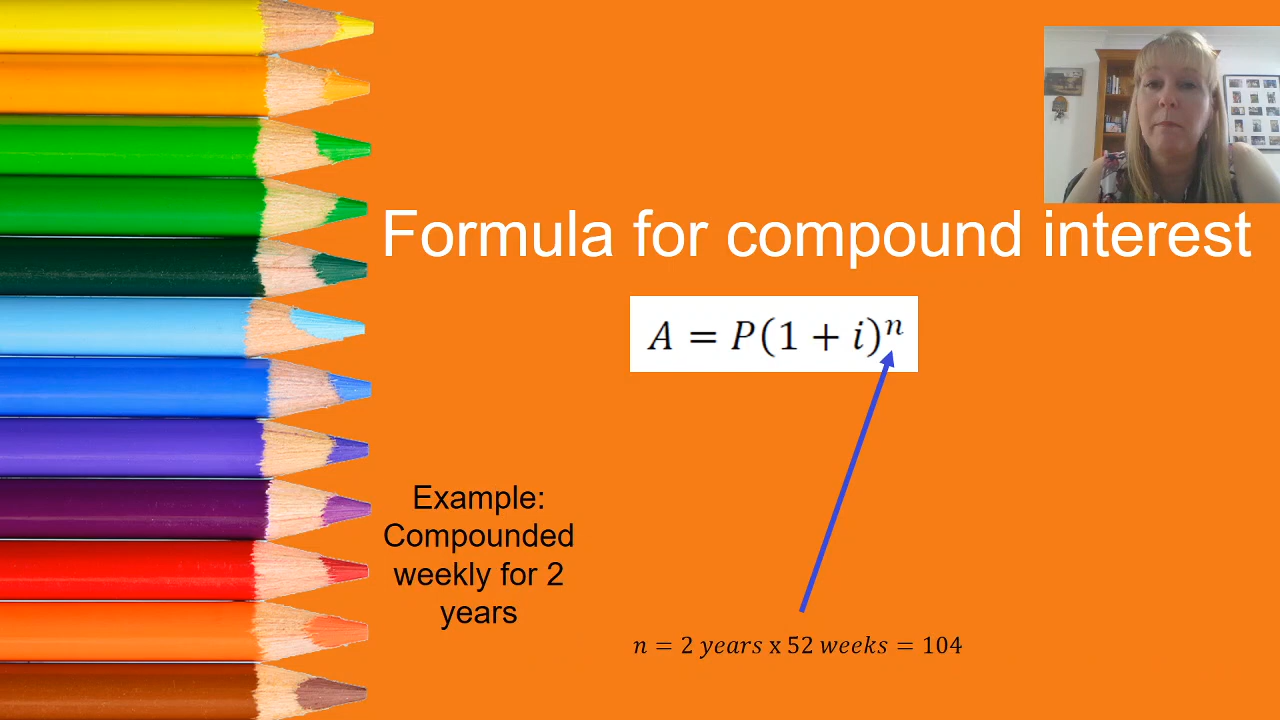 Formula for compound interest
A = P(1 + i)ⁿ
Example:
Compounded
weekly for 2
years
n = 2 years x 52 weeks = 104